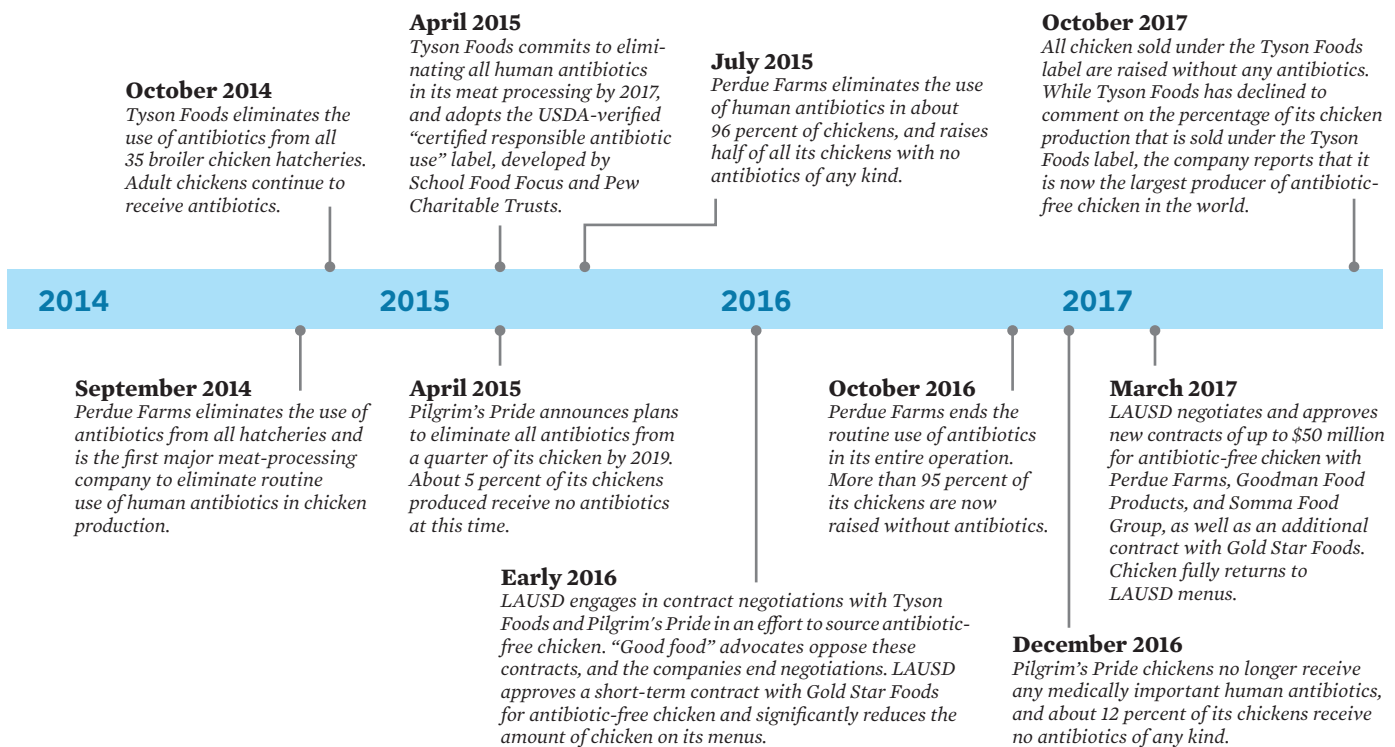 October 2014
Tyson Foods eliminates the
use of antibiotics from all
35 broiler chicken hatcheries.
Adult chickens continue to
receive antibiotics.
April 2015
Tyson Foods commits to elimi-
nating all human antibiotics
in its meat processing by 2017,
and adopts the USDA-verified
“certified responsible antibiotic
use” label, developed by
School Food Focus and Pew
Charitable Trusts.
July 2015
Perdue Farms eliminates the use
of human antibiotics in about
96 percent of chickens, and raises
half of all its chickens with no
antibiotics of any kind.
October 2017
All chicken sold under the Tyson Foods
label are raised without any antibiotics.
While Tyson Foods has declined to
comment on the percentage of its chicken
production that is sold under the Tyson
Foods label, the company reports that it
is now the largest producer of antibiotic-
free chicken in the world.
2014
2015
2016
2017
September 2014
Perdue Farms eliminates the use of
antibiotics from all hatcheries and
is the first major meat-processing
company to eliminate routine
use of human antibiotics in chicken
production.
April 2015
Pilgrim’s Pride announces plans
to eliminate all antibiotics from
a quarter of its chicken by 2019.
About 5 percent of its chickens
produced receive no antibiotics
at this time.
Early 2016
LAUSD engages in contract negotiations with Tyson
Foods and Pilgrim's Pride in an effort to source antibiotic-
free chicken. “Good food” advocates oppose these
contracts, and the companies end negotiations. LAUSD
approves a short-term contract with Gold Star Foods
for antibiotic-free chicken and significantly reduces the
amount of chicken on its menus.
October 2016
Perdue Farms ends the
routine use of antibiotics
in its entire operation.
More than 95 percent of
its chickens are now
raised without antibiotics.
December 2016
Pilgrim’s Pride chickens no longer receive
any medically important human antibiotics,
and about 12 percent of its chickens receive
no antibiotics of any kind.
March 2017
LAUSD negotiates and approves
new contracts of up to $50 million
for antibiotic-free chicken with
Perdue Farms, Goodman Food
Products, and Somma Food
Group, as well as an additional
contract with Gold Star Foods.
Chicken fully returns to
LAUSD menus.